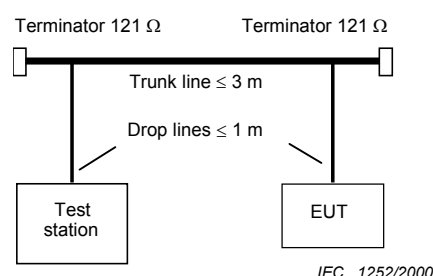 Terminator 121 Ω
Terminator 121 Ω
Trunk line ≤ 3 m
Drop lines ≤ 1 m
Test
station
EUT
IEC 1252/2000